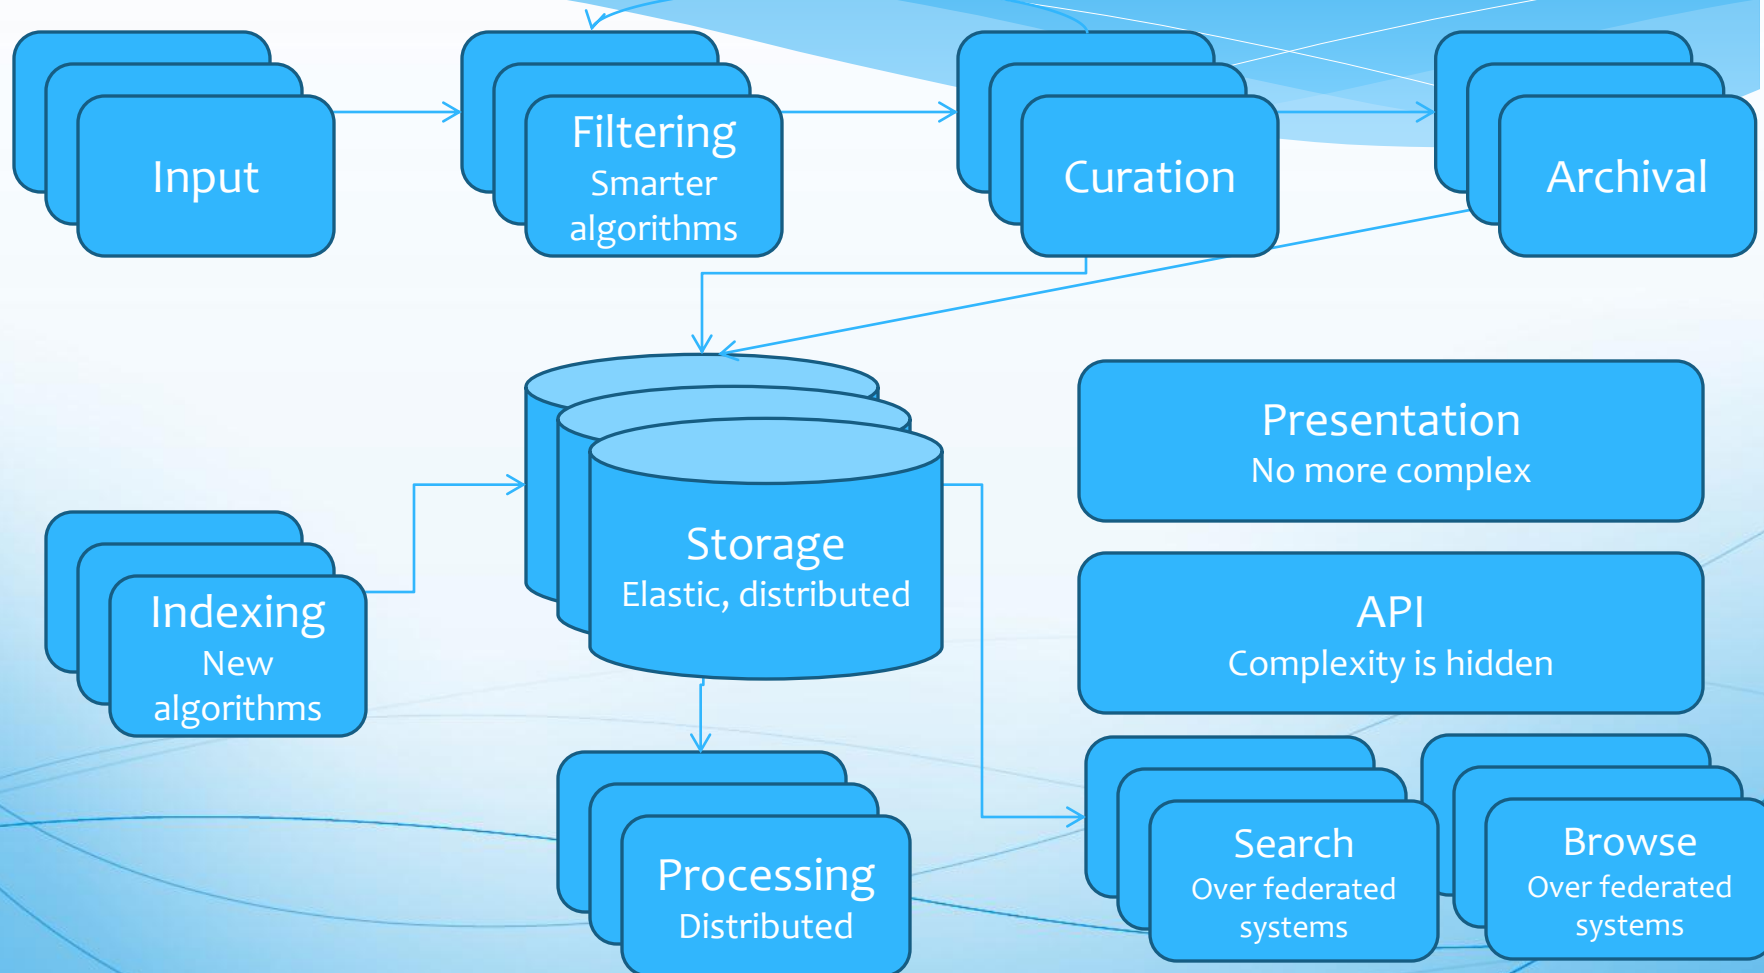 Input
Filtering
Smarter
algorithms
Curation
Archival
Presentation
No more complex
Storage
Elastic, distributed
Indexing
New
algorithms
API
Complexity is hidden
Processing
Distributed
Search
Over federated
systems
Browse
Over federated
systems